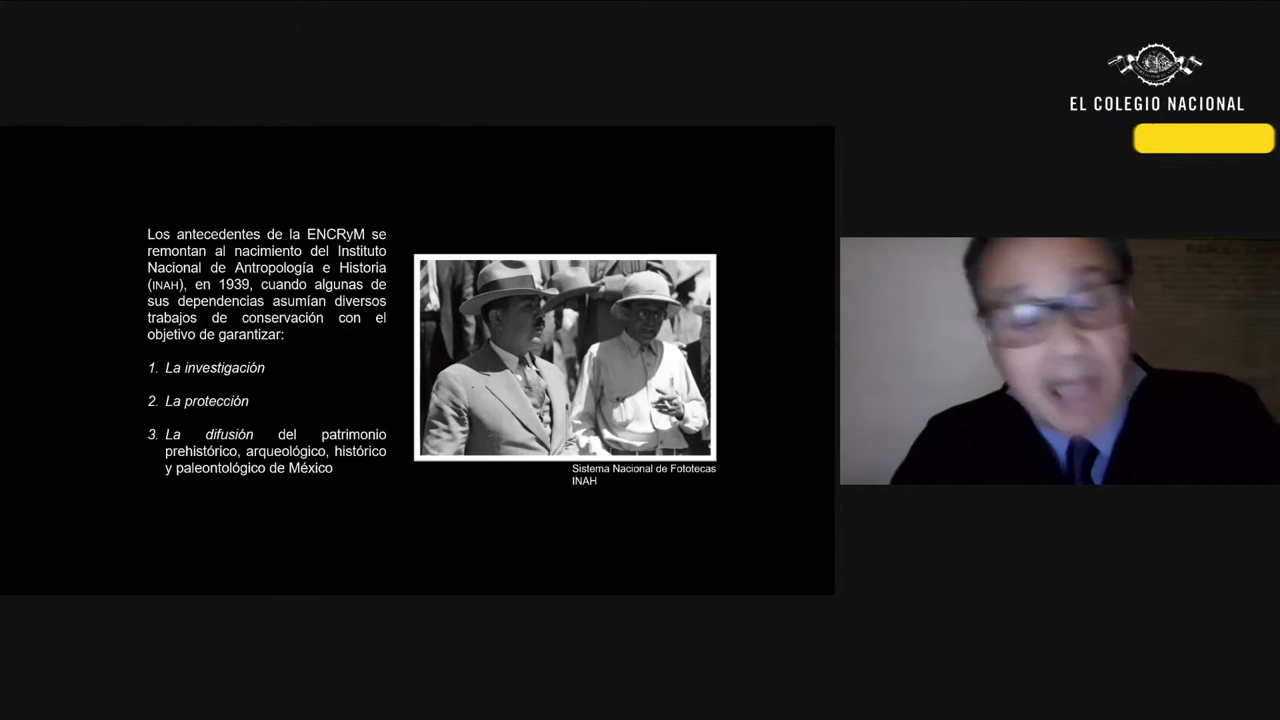 EL COLEGIO NACIONAL
Los antecedentes de la ENCRyM se
remontan al nacimiento del Instituto
Nacional de Antropología e Historia
(INAH), en 1939, cuando algunas de
sus dependencias asumían diversos
trabajos de conservación con el
objetivo de garantizar:
1. La investigación
2. La protección
3. La difusión del patrimonio
prehistórico, arqueológico, histórico
y paleontológico de México
Sistema Nacional de Fototecas
INAH